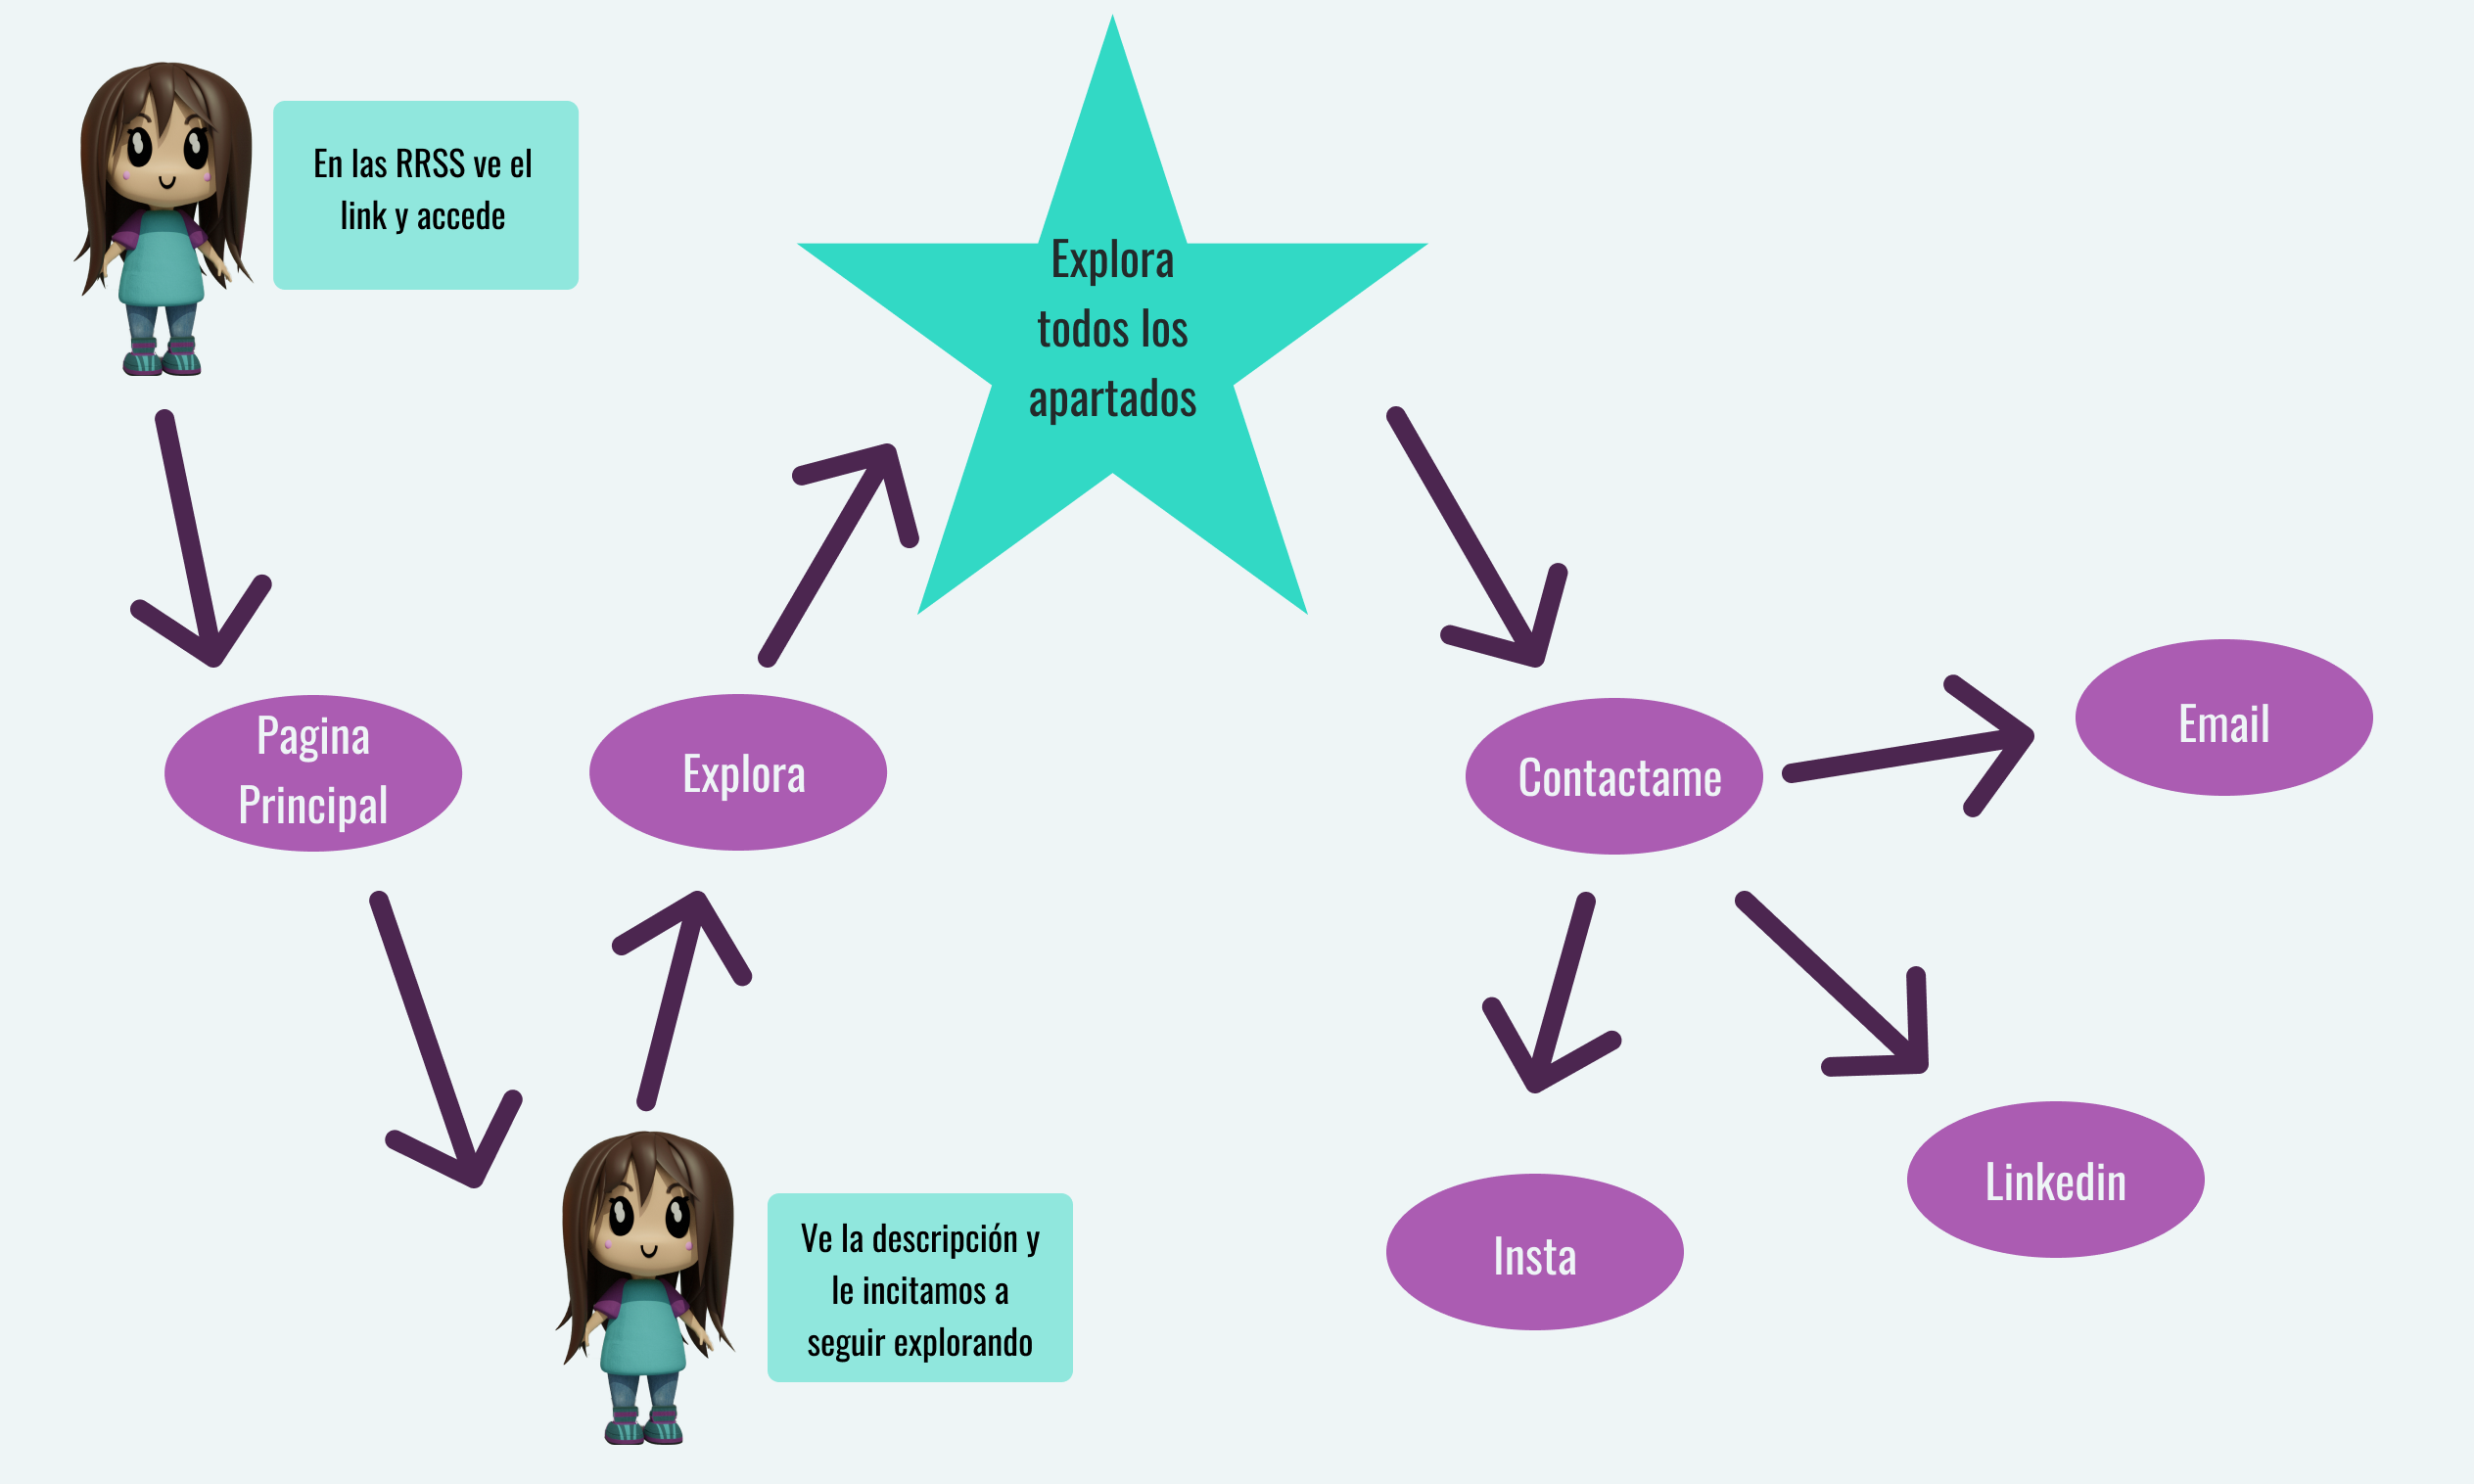 En las RRSS ve el
link y accede
Pagina
Principal
Ve la descripción y
le incitamos a
seguir explorando
Explora
Explora
todos los
apartados
Contactame
Email
Linkedin
Insta